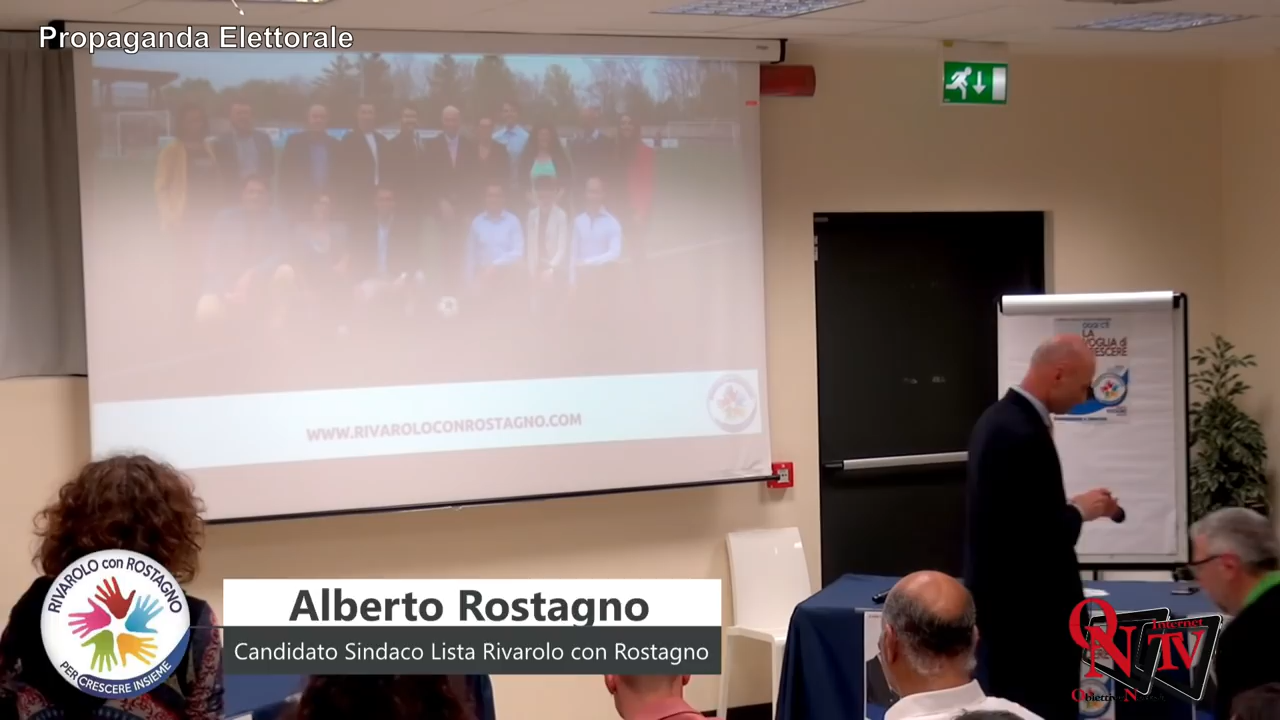 Propaganda Elettorale
WWW.RIVAROLOCONROSTAGNO.COM
LA
VOGLIA di
RIVAROLO con ROSTAGNO
PER CRESCERE INSIEME
Alberto Rostagno
Candidato Sindaco Lista Rivarolo con Rostagno
ON
Internet
TV